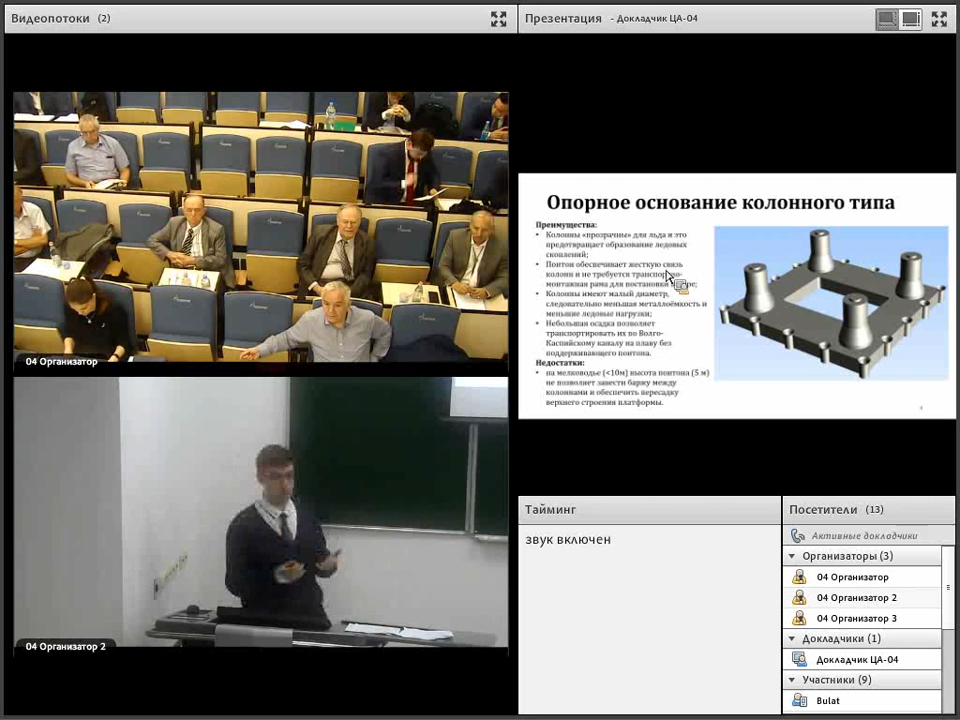 Видеопотоки (2)
04 Организатор
04 Организатор 2
Презентация - Докладчик ЦА-04
Опорное основание колонного типа
Преимущества:
• Колонны «прозрачны» для льда и это
предотвращает образование ледовых
скоплений;
• Понтон обеспечивает жесткую связь
колонн и не требуется
монтажная рама для постановки
• Колонны имеют малый диаметр,
следовательно меньшая металлоёмкость и
меньшие ледовые нагрузки;
• Небольшая осадка позволяет
транспортировать их по Волго-
Каспийскому каналу на плаву без
поддерживающего понтона.
Недостатки:
• на мелководье (<10м) высота понтона (5 м)
не позволяет завести баржу между
колоннами и обеспечить пересадку
верхнего строения платформы.
Тайминг
звук включен
Посетители (13)
Активные докладчики
Организаторы (3)
04 Организатор
04 Организатор 2
04 Организатор 3
Докладчики (1)
Докладчик ЦА-04
Участники (9)
Bulat